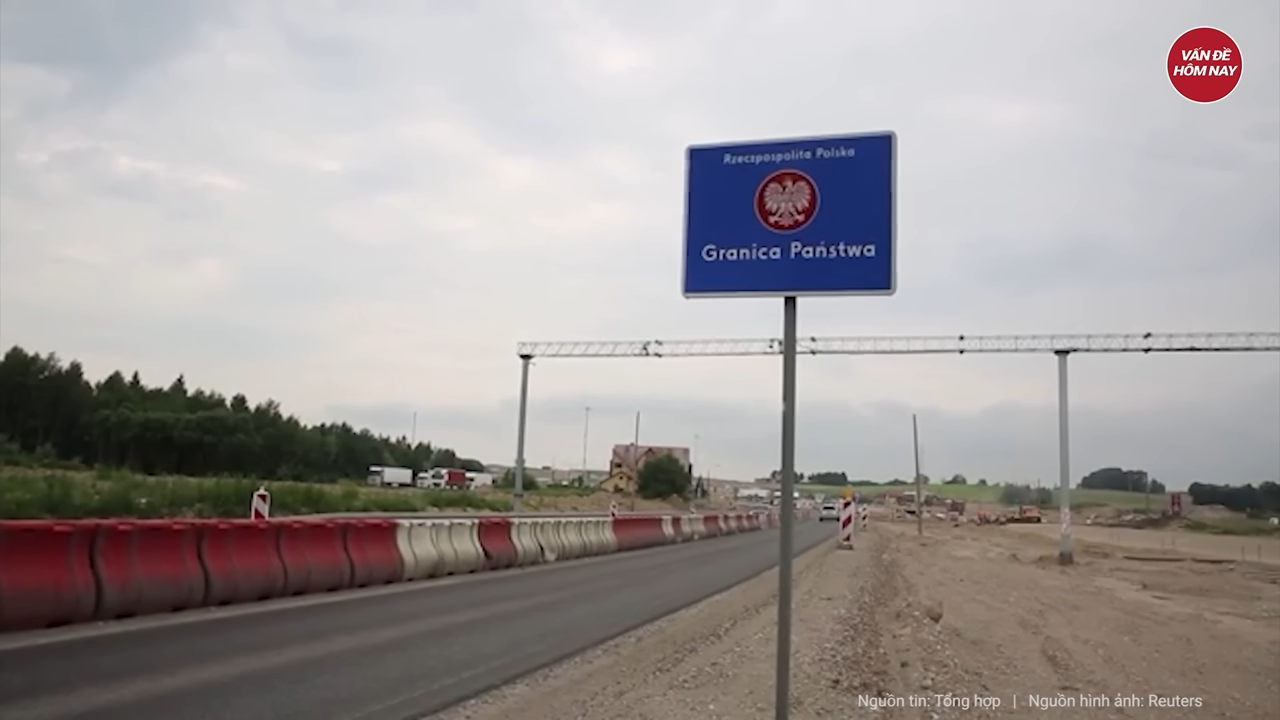 VẤN ĐỀ
HÔM NAY
Rzeczpospolita Polska
Granica Państwa
Nguồn tin: Tổng hợp | Nguồn hình ảnh: Reuters